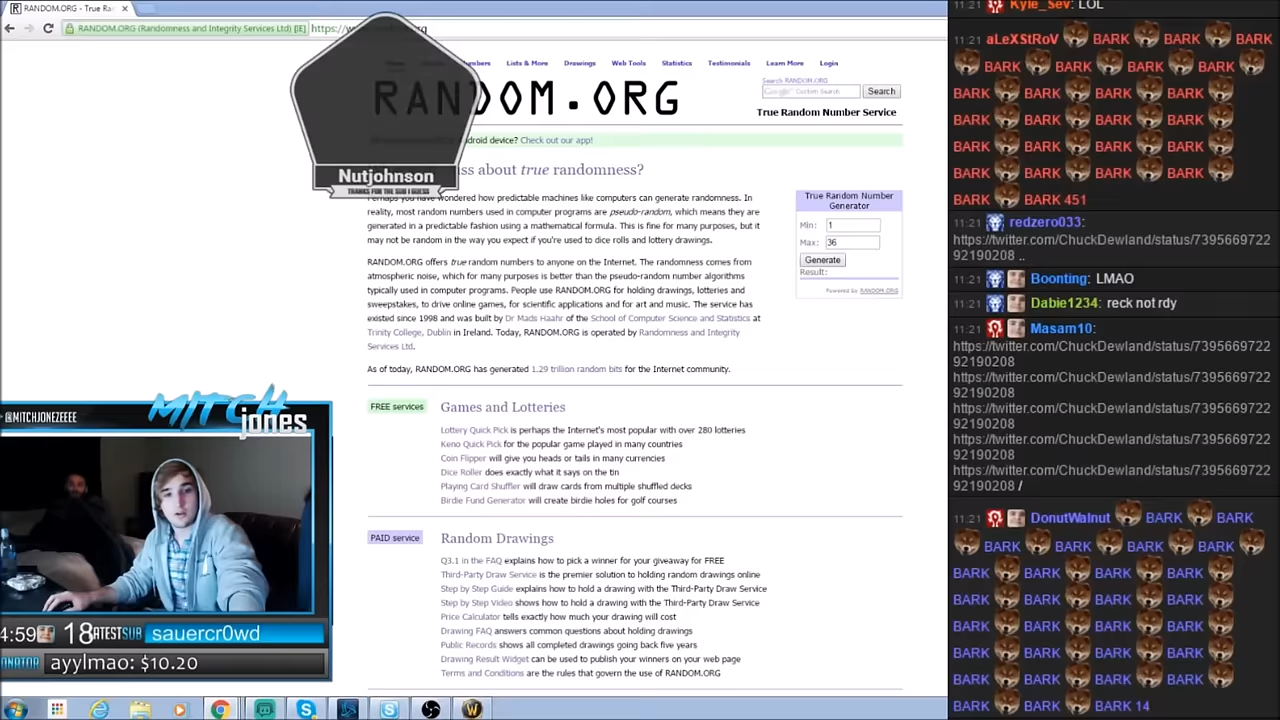 RANDOM.ORG - True Ra
RANDOM.ORG (Randomness and Integrity Services Ltd) [IE]
https://w
Lists & More Drawings Web Tools Statistics Testimonials Learn More Login
Search RANDOM.ORG
Google Custom Search Search
RANDOM.ORG
True Random Number Service
Nutjohnson
THANKS FOR THE SUB I GUESS
android device? Check out our app!
about true randomness?
Perhaps you have wondered how predictable machines like computers can generate randomness. In
reality, most random numbers used in computer programs are pseudo-random, which means they are
generated in a predictable fashion using a mathematical formula. This is fine for many purposes, but it
may not be random in the way you expect if you're used to dice rolls and lottery drawings.
RANDOM.ORG offers true random numbers to anyone on the Internet. The randomness comes from
atmospheric noise, which for many purposes is better than the pseudo-random number algorithms
typically used in computer programs. People use RANDOM.ORG for holding drawings, lotteries and
sweepstakes, to drive online games, for scientific applications and for art and music. The service has
existed since 1998 and was built by Dr Mads Haahr of the School of Computer Science and Statistics at
Trinity College, Dublin in Ireland. Today, RANDOM.ORG is operated by Randomness and Integrity
Services Ltd.
As of today, RANDOM.ORG has generated 1.29 trillion random bits for the Internet community.
True Random Number
Generator
Min: 1
Max: 36
Generate
Result:
Powered by RANDOM.ORG
FREE services
Games and Lotteries
Lottery Quick Pick is perhaps the Internet's most popular with over 280 lotteries
Keno Quick Pick for the popular game played in many countries
Coin Flipper will give you heads or tails in many currencies
Dice Roller does exactly what it says on the tin
Playing Card Shuffler will draw cards from multiple shuffled decks
Birdie Fund Generator will create birdie holes for golf courses
PAID service
Random Drawings
Q3.1 in the FAQ explains how to pick a winner for your giveaway for FREE
Third-Party Draw Service is the premier solution to holding random drawings online
Step by Step Guide explains how to hold a drawing with the Third-Party Draw Service
Step by Step Video shows how to hold a drawing with the Third-Party Draw Service
Price Calculator tells exactly how much your drawing will cost
Drawing FAQ answers common questions about holding drawings
Public Records shows all completed drawings going back five years
Drawing Result Widget can be used to publish your winners on your web page
Terms and Conditions are the rules that govern the use of RANDOM.ORG
@MITCHJONEZEEEE
MITCH
jones
4:59 18 ATEST SUB sauercr0wd
ONATOR ayylmao: $10.20
Kyle_Sev: LOL
11:21 aLeXStRoV BARK BARK BARK
BARK BARK BARK BARK
BARK BARK BARK BARK
BARK BARK BARK BARK
BARK BARK BARK BARK
BARK BARK BARK BARK
BARK 451
11:21 redzero033:
https://twitter.com/ChuckDewland/status/7395669722
92190208 ..
11:21 Boonting: LMAO
11:21 Dabie1234: reck not rdy
11:21 Masam10:
https://twitter.com/ChuckDewland/status/7395669722
92190208
https://twitter.com/ChuckDewland/status/7395669722
92190208
https://twitter.com/ChuckDewland/status/7395669722
92190208
https://twitter.com/ChuckDewland/status/7395669722
92190208
https://twitter.com/ChuckDewland/status/7395669722
92190208 /
11:21 DonutWalnut BARK BARK
BARK BARK BARK BARK
BARK BARK BARK BARK
BARK BARK BARK BARK
BARK BARK BARK BARK
BARK BARK BARK BARK
BARK BARK BARK BARK
BARK BARK BARK 14